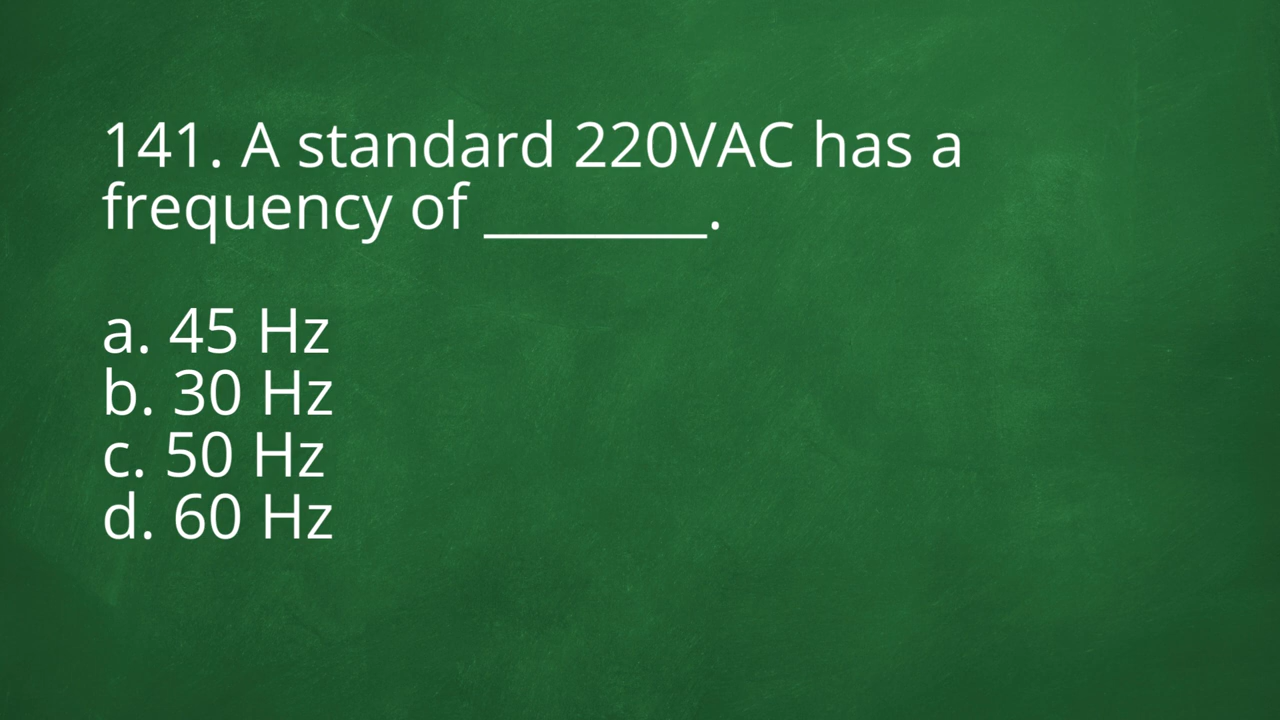 141. A standard 220VAC has a
frequency of ________.
a. 45 Hz
b. 30 Hz
c. 50 Hz
d. 60 Hz